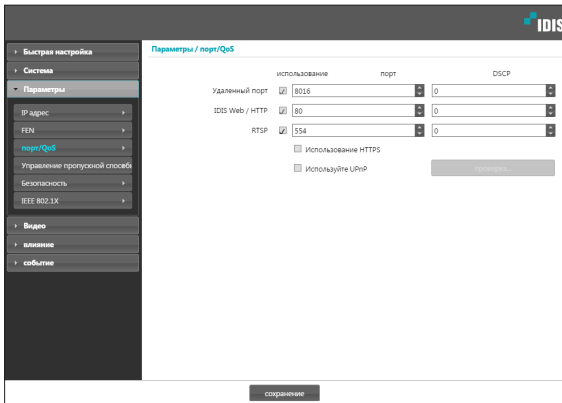 IDIS
Быстрая настройка
Система
Параметры
IP адрес
FEN
порт/QoS
Управление пропускной способн
Безопасность
IEEE 802.1X
Видео
влияние
событие
Параметры / порт/QoS
использование порт DSCP
Удаленный порт 8016 0
IDIS Web / HTTP 80 0
RTSP 554 0
Использование HTTPS
Используйте UPnP проверка...
сохранение